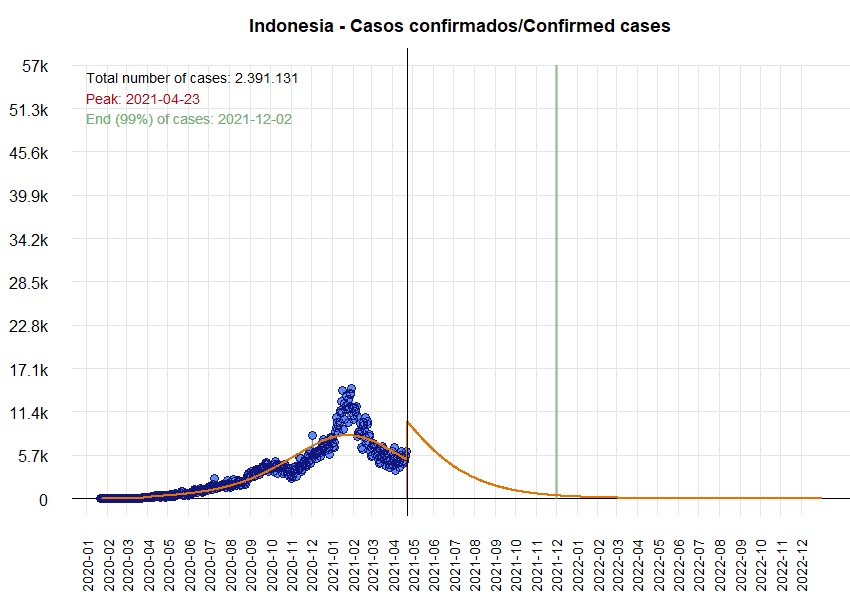 Indonesia - Casos confirmados/Confirmed cases
57k
51.3k
45.6k
39.9k
34.2k
28.5k
22.8k
17.1k
11.4k
5.7k
0
Total number of cases: 2.391.131
Peak: 2021-04-23
End (99%) of cases: 2021-12-02
2020-01
2020-02
2020-03
2020-04
2020-05
2020-06
2020-07
2020-08
2020-09
2020-10
2020-11
2020-12
2021-01
2021-02
2021-03
2021-04
2021-05
2021-06
2021-07
2021-08
2021-09
2021-10
2021-11
2021-12
2022-01
2022-02
2022-03
2022-04
2022-05
2022-06
2022-07
2022-08
2022-09
2022-10
2022-11
2022-12